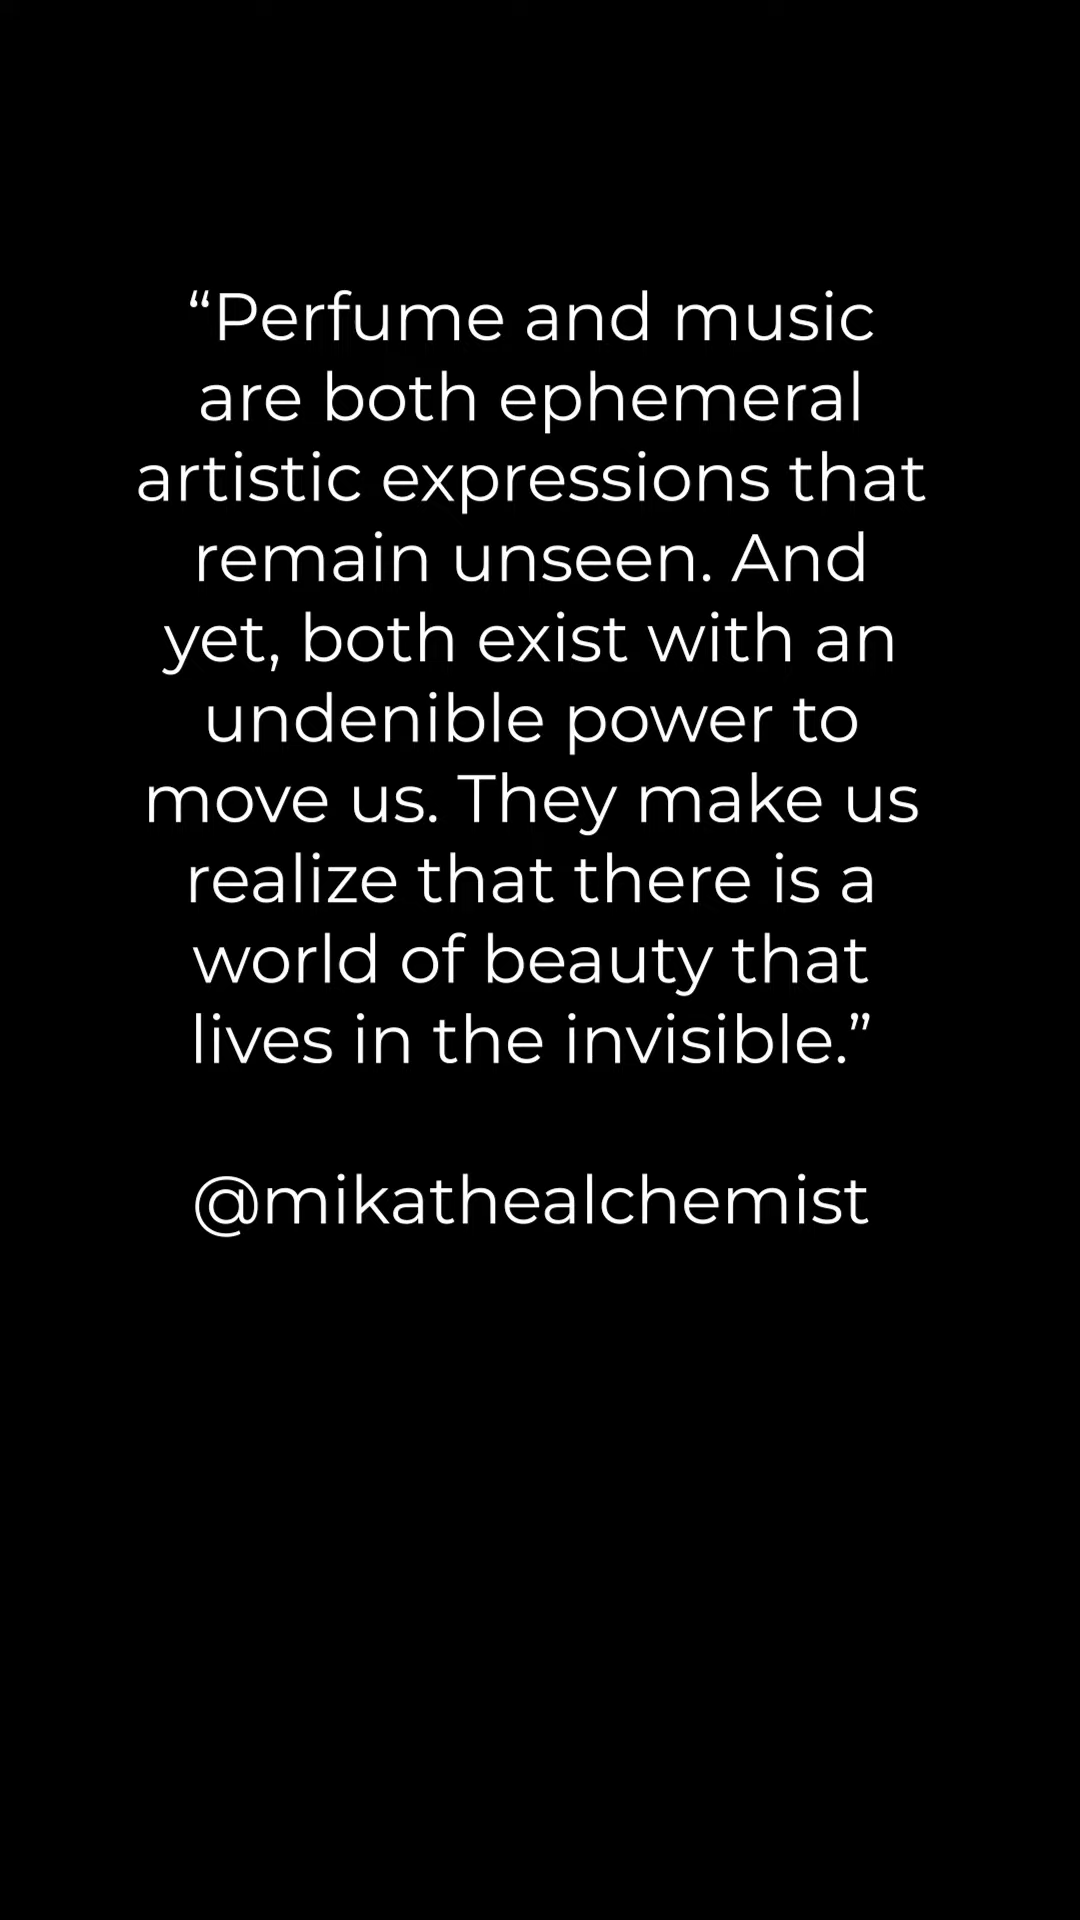 “Perfume and music
are both ephemeral
artistic expressions that
remain unseen. And
yet, both exist with an
undenible power to
move us. They make us
realize that there is a
world of beauty that
lives in the invisible.”
@mikathealchemist